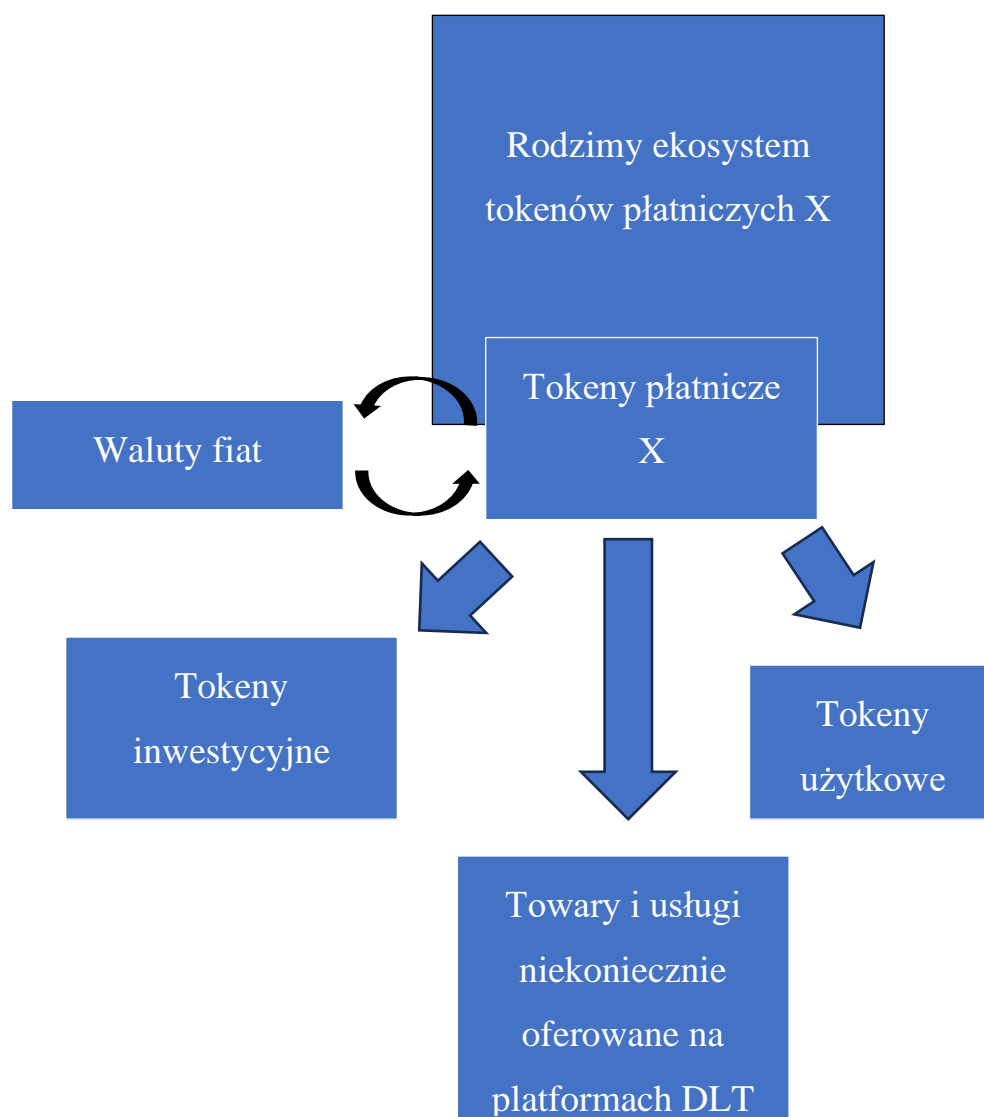 Rodzimy ekosystem
tokenów płatniczych X
Tokeny płatnicze
X
Waluty fiat
Tokeny
inwestycyjne
Tokeny
użytkowe
Towary i usługi
niekoniecznie
oferowane na
platformach DLT